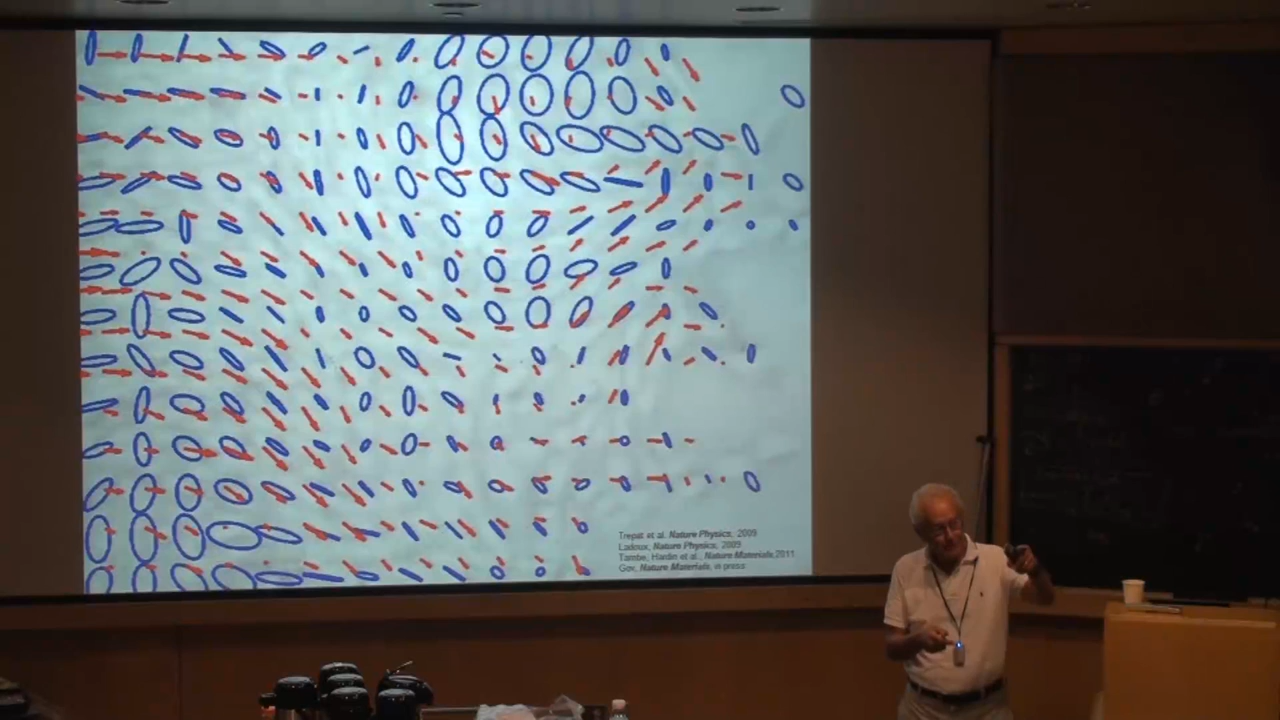 Trepat et al. Nature Physics, 2009
Ladoux, Nature Physics, 2009
Tambe, Hardin et al., Nature Materials, 2011
Gov, Nature Materials, in press